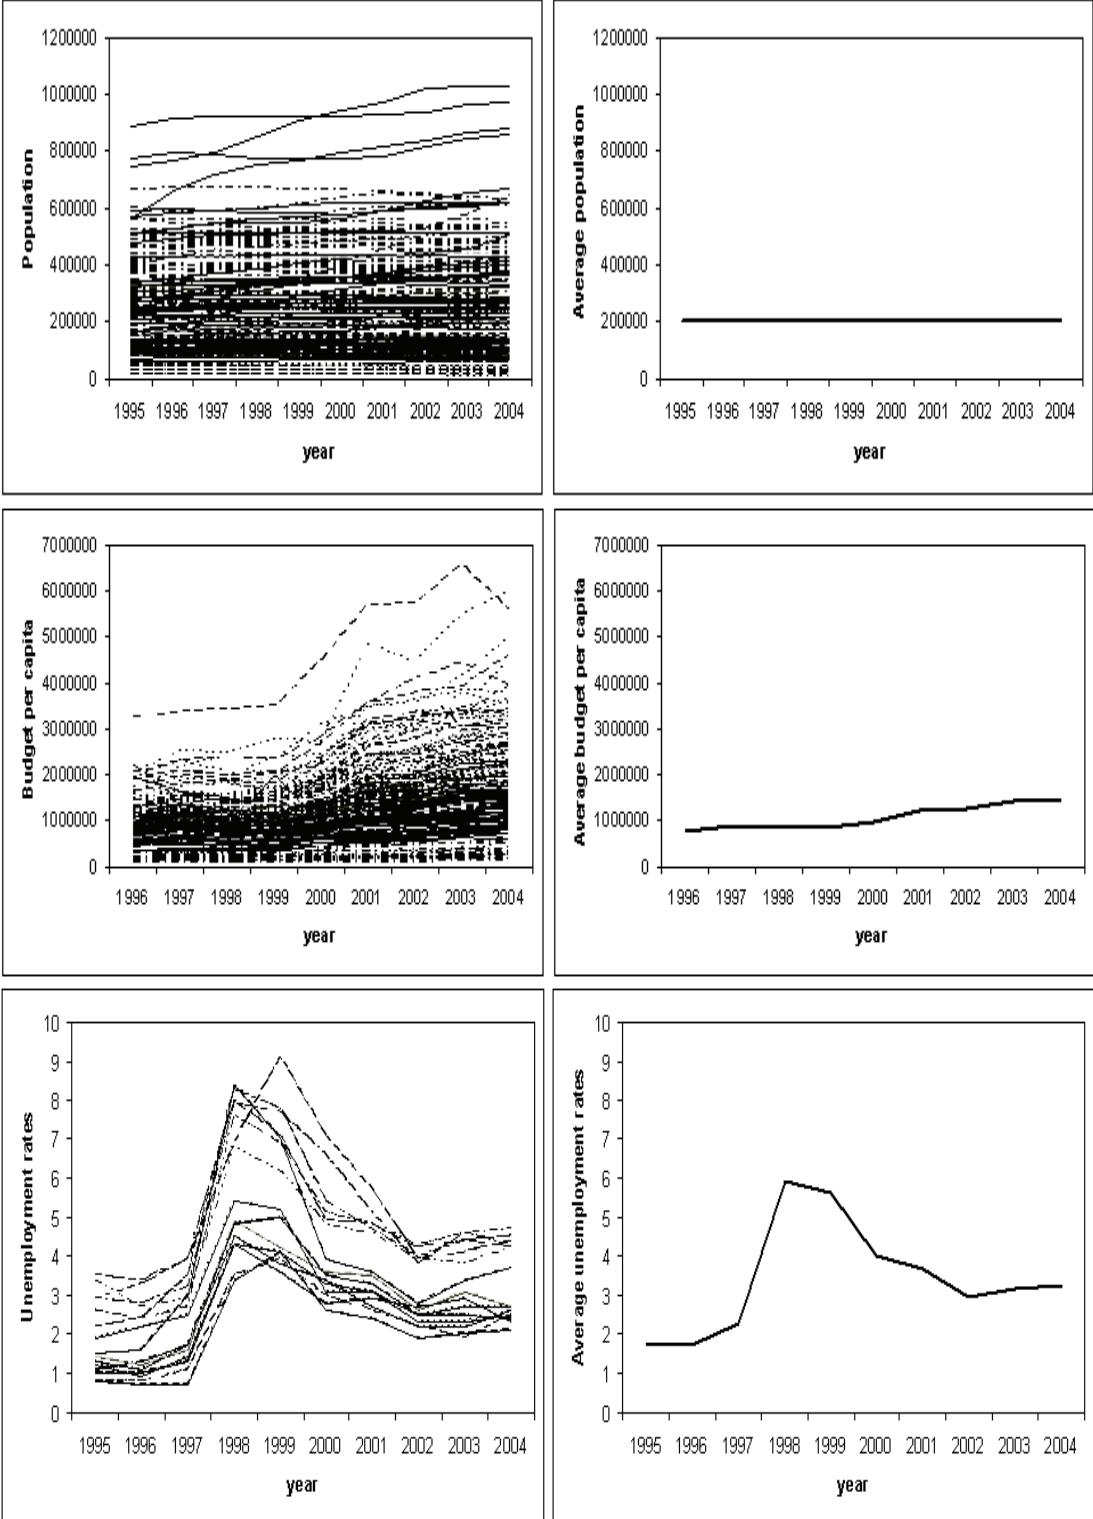 1200000
1000000
800000
600000
400000
200000
0
Population
1995 1996 1997 1998 1999 2000 2001 2002 2003 2004
year
1200000
1000000
800000
600000
400000
200000
0
Average population
1995 1996 1997 1998 1999 2000 2001 2002 2003 2004
year
7000000
6000000
5000000
4000000
3000000
2000000
1000000
0
Budget per capita
1996 1997 1998 1999 2000 2001 2002 2003 2004
year
7000000
6000000
5000000
4000000
3000000
2000000
1000000
0
Average budget per capita
1996 1997 1998 1999 2000 2001 2002 2003 2004
year
10
9
8
7
6
5
4
3
2
1
0
Unemployment rates
1995 1996 1997 1998 1999 2000 2001 2002 2003 2004
year
10
9
8
7
6
5
4
3
2
1
0
Average unemployment rates
1995 1996 1997 1998 1999 2000 2001 2002 2003 2004
year